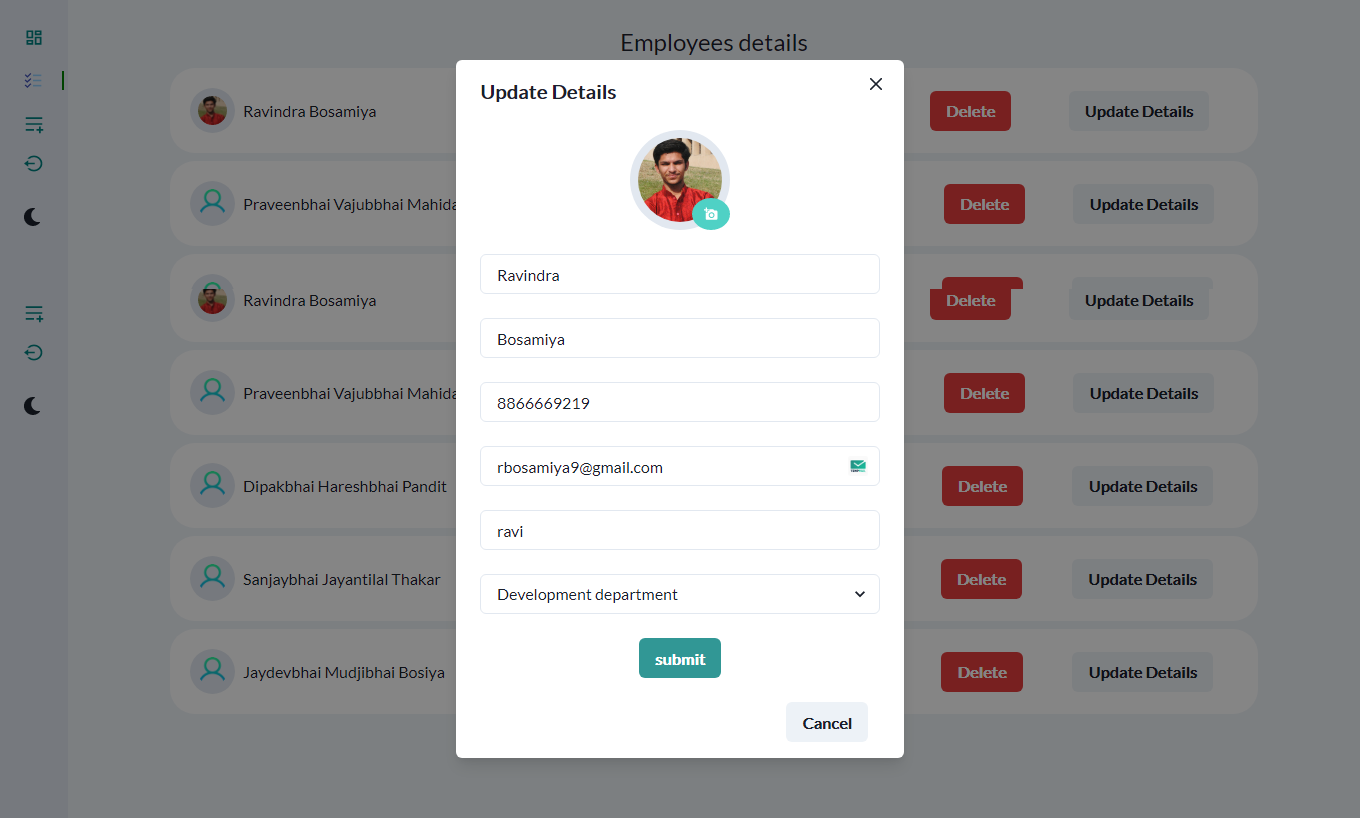 Employees details
Update Details
Ravindra Bosamiya
Delete
Update Details
Praveenbhai Vajubbhai Mahida
Delete
Update Details
Ravindra Bosamiya
Delete
Update Details
Praveenbhai Vajubbhai Mahida
Delete
Update Details
Dipakbhai Hareshbhai Pandit
Delete
Update Details
Sanjaybhai Jayantilal Thakar
Delete
Update Details
Jaydevbhai Mudjibhai Bosiya
Delete
Update Details
Ravindra
Bosamiya
8866669219
rbosamiya9@gmail.com
ravi
Development department
submit
Cancel